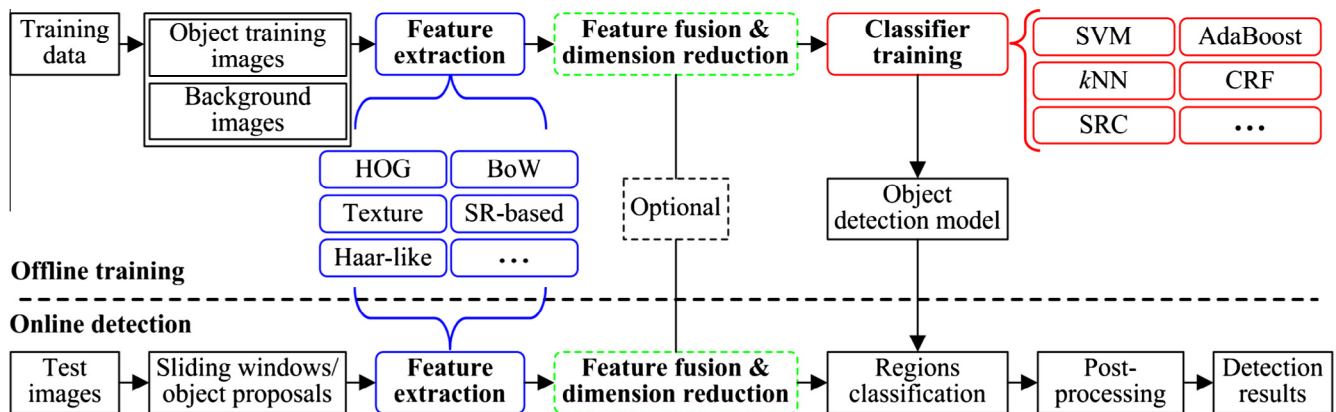 Training
data
Object training
images
Background
images
Feature
extraction
Feature fusion &
dimension reduction
Classifier
training
SVM
AdaBoost
kNN
CRF
SRC
...
HOG
BoW
Texture
SR-based
Haar-like
...
Optional
Object
detection model
Offline training
Online detection
Test
images
Sliding windows/
object proposals
Feature
extraction
Feature fusion &
dimension reduction
Regions
classification
Post-
processing
Detection
results